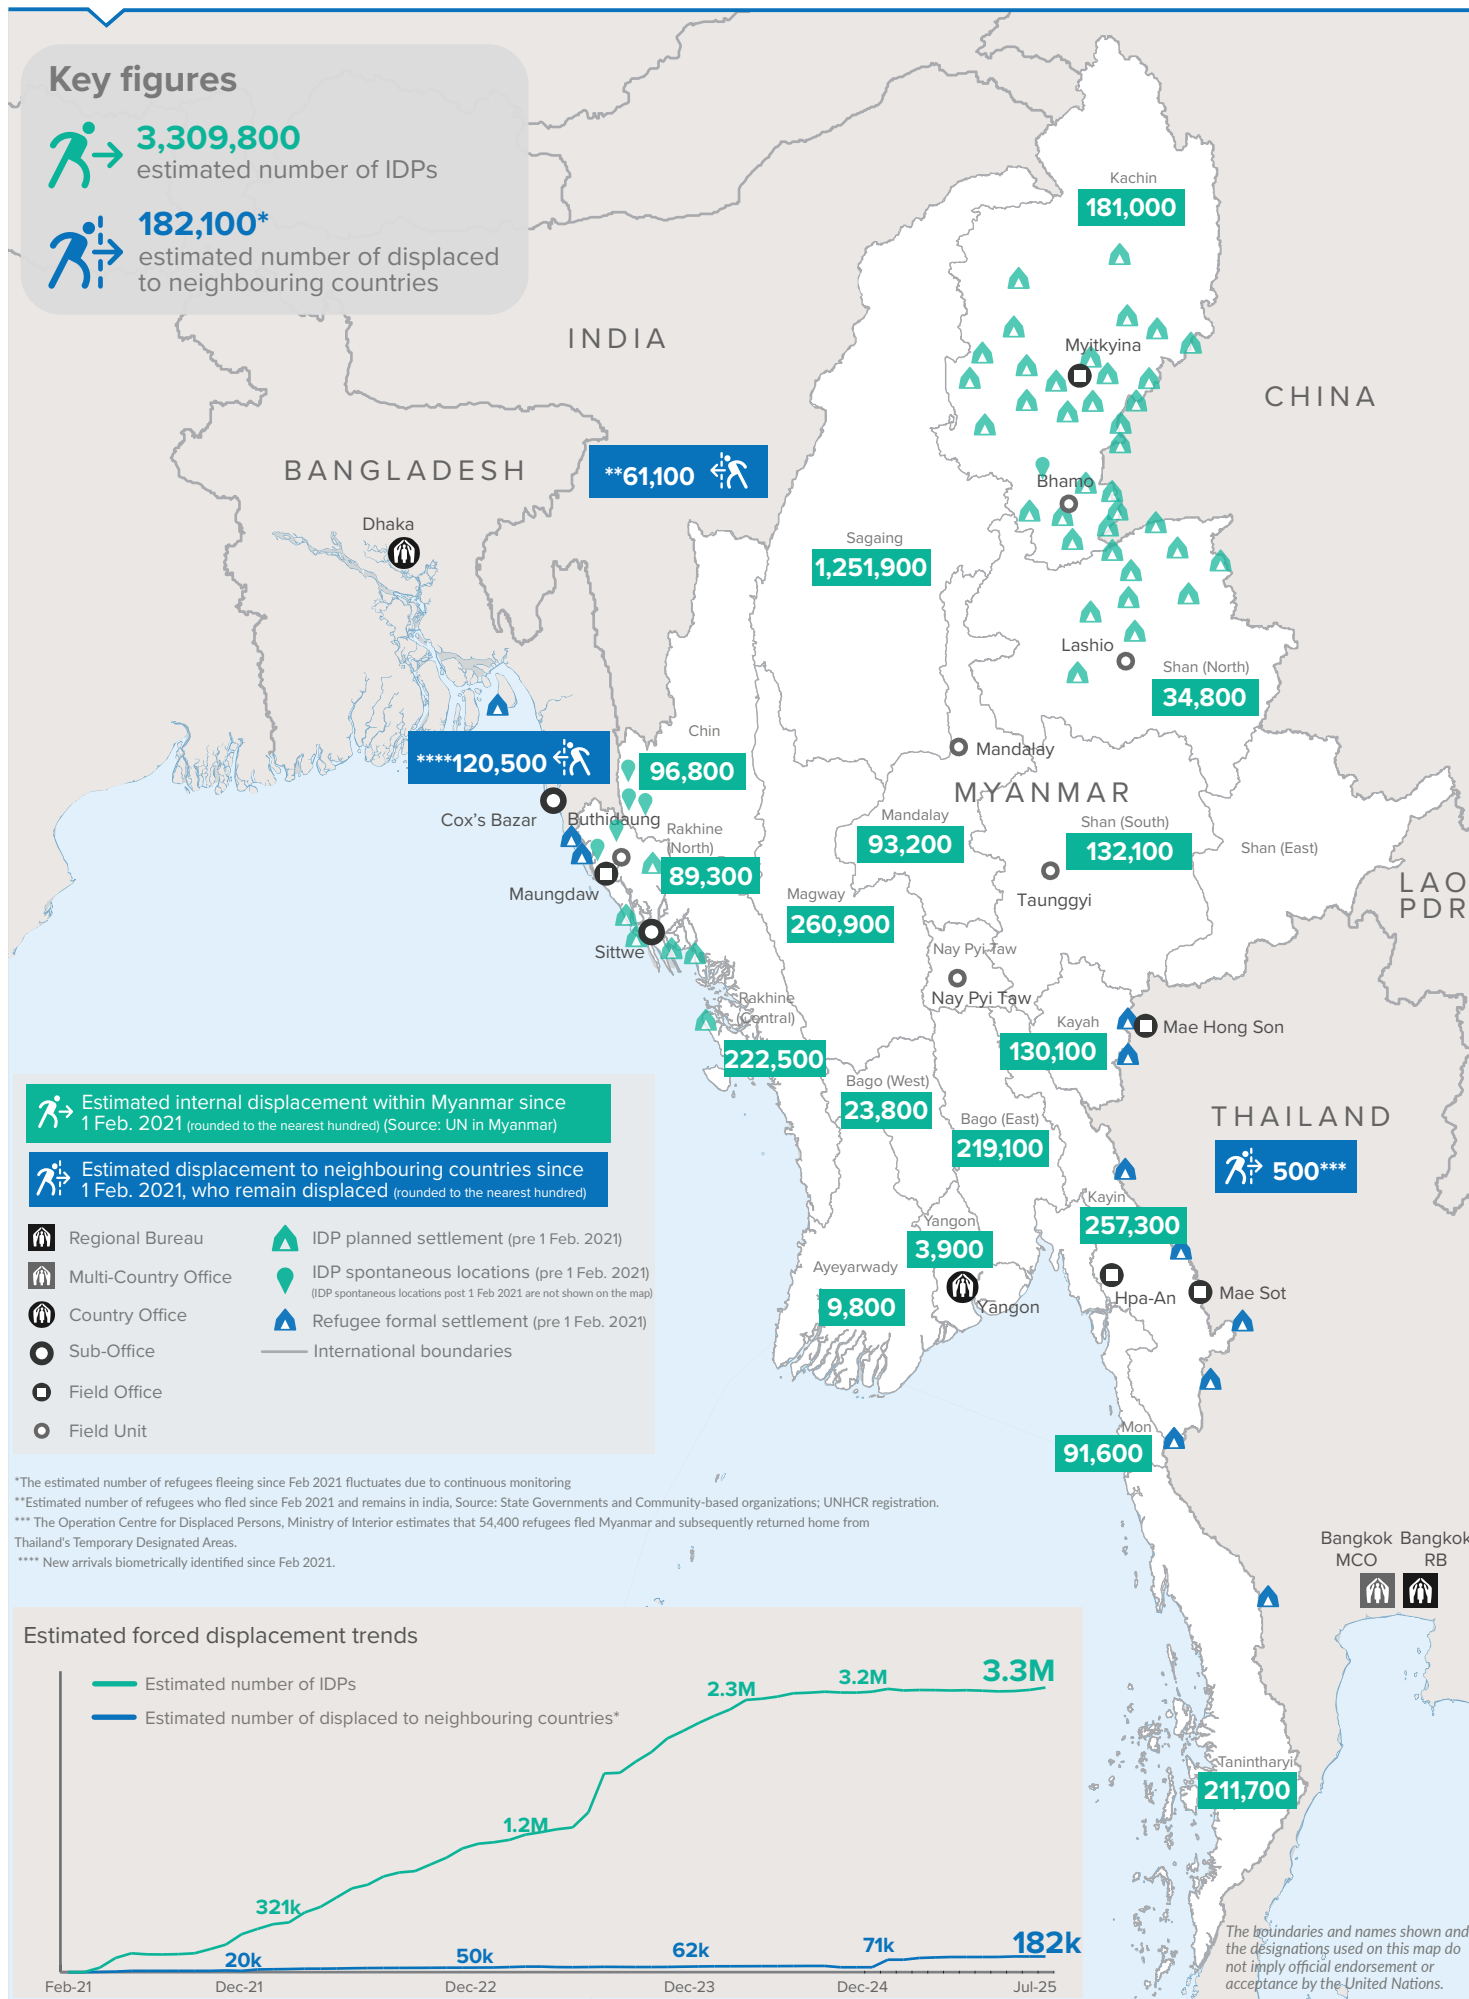 Key figures
3,309,800
estimated number of IDPs
182,100*
estimated number of displaced
to neighbouring countries
Kachin
181,000
INDIA
Myitkyina
CHINA
BANGLADESH
**61,100
Bhamo
Dhaka
Sagaing
1,251,900
Lashio
Shan (North)
34,800
Chin
96,800
****120,500
Mandalay
MYANMAR
Cox's Bazar
Buthidaung
Rakhine
(North)
89,300
Mandalay
93,200
Shan (South)
132,100
Shan (East)
LAO
PDR
Maungdaw
Magway
260,900
Taunggyi
Sittwe
Nay Pyi Taw
Nay Pyi Taw
Rakhine
(Central)
222,500
Kayah
130,100
Mae Hong Son
Bago (West)
23,800
Bago (East)
219,100
THAILAND
500***
Kayin
257,300
Yangon
3,900
Ayeyarwady
9,800
Yangon
Hpa-An
Mae Sot
Mon
91,600
Bangkok
MCO
Bangkok
RB
Tanintharyi
211,700
Estimated internal displacement within Myanmar since
1 Feb. 2021 (rounded to the nearest hundred) (Source: UN in Myanmar)
Estimated displacement to neighbouring countries since
1 Feb. 2021, who remain displaced (rounded to the nearest hundred)
Regional Bureau
Multi-Country Office
Country Office
Sub-Office
Field Office
Field Unit
IDP planned settlement (pre 1 Feb. 2021)
IDP spontaneous locations (pre 1 Feb. 2021)
(IDP spontaneous locations post 1 Feb 2021 are not shown on the map)
Refugee formal settlement (pre 1 Feb. 2021)
International boundaries
*The estimated number of refugees fleeing since Feb 2021 fluctuates due to continuous monitoring
**Estimated number of refugees who fled since Feb 2021 and remains in india, Source: State Governments and Community-based organizations; UNHCR registration.
*** The Operation Centre for Displaced Persons, Ministry of Interior estimates that 54,400 refugees fled Myanmar and subsequently returned home from
Thailand's Temporary Designated Areas.
**** New arrivals biometrically identified since Feb 2021.
Estimated forced displacement trends
Estimated number of IDPs
Estimated number of displaced to neighbouring countries*
321k
1.2M
2.3M
3.2M
3.3M
20k
50k
62k
71k
182k
Feb-21
Dec-21
Dec-22
Dec-23
Dec-24
Jul-25
The boundaries and names shown and
the designations used on this map do
not imply official endorsement or
acceptance by the United Nations.